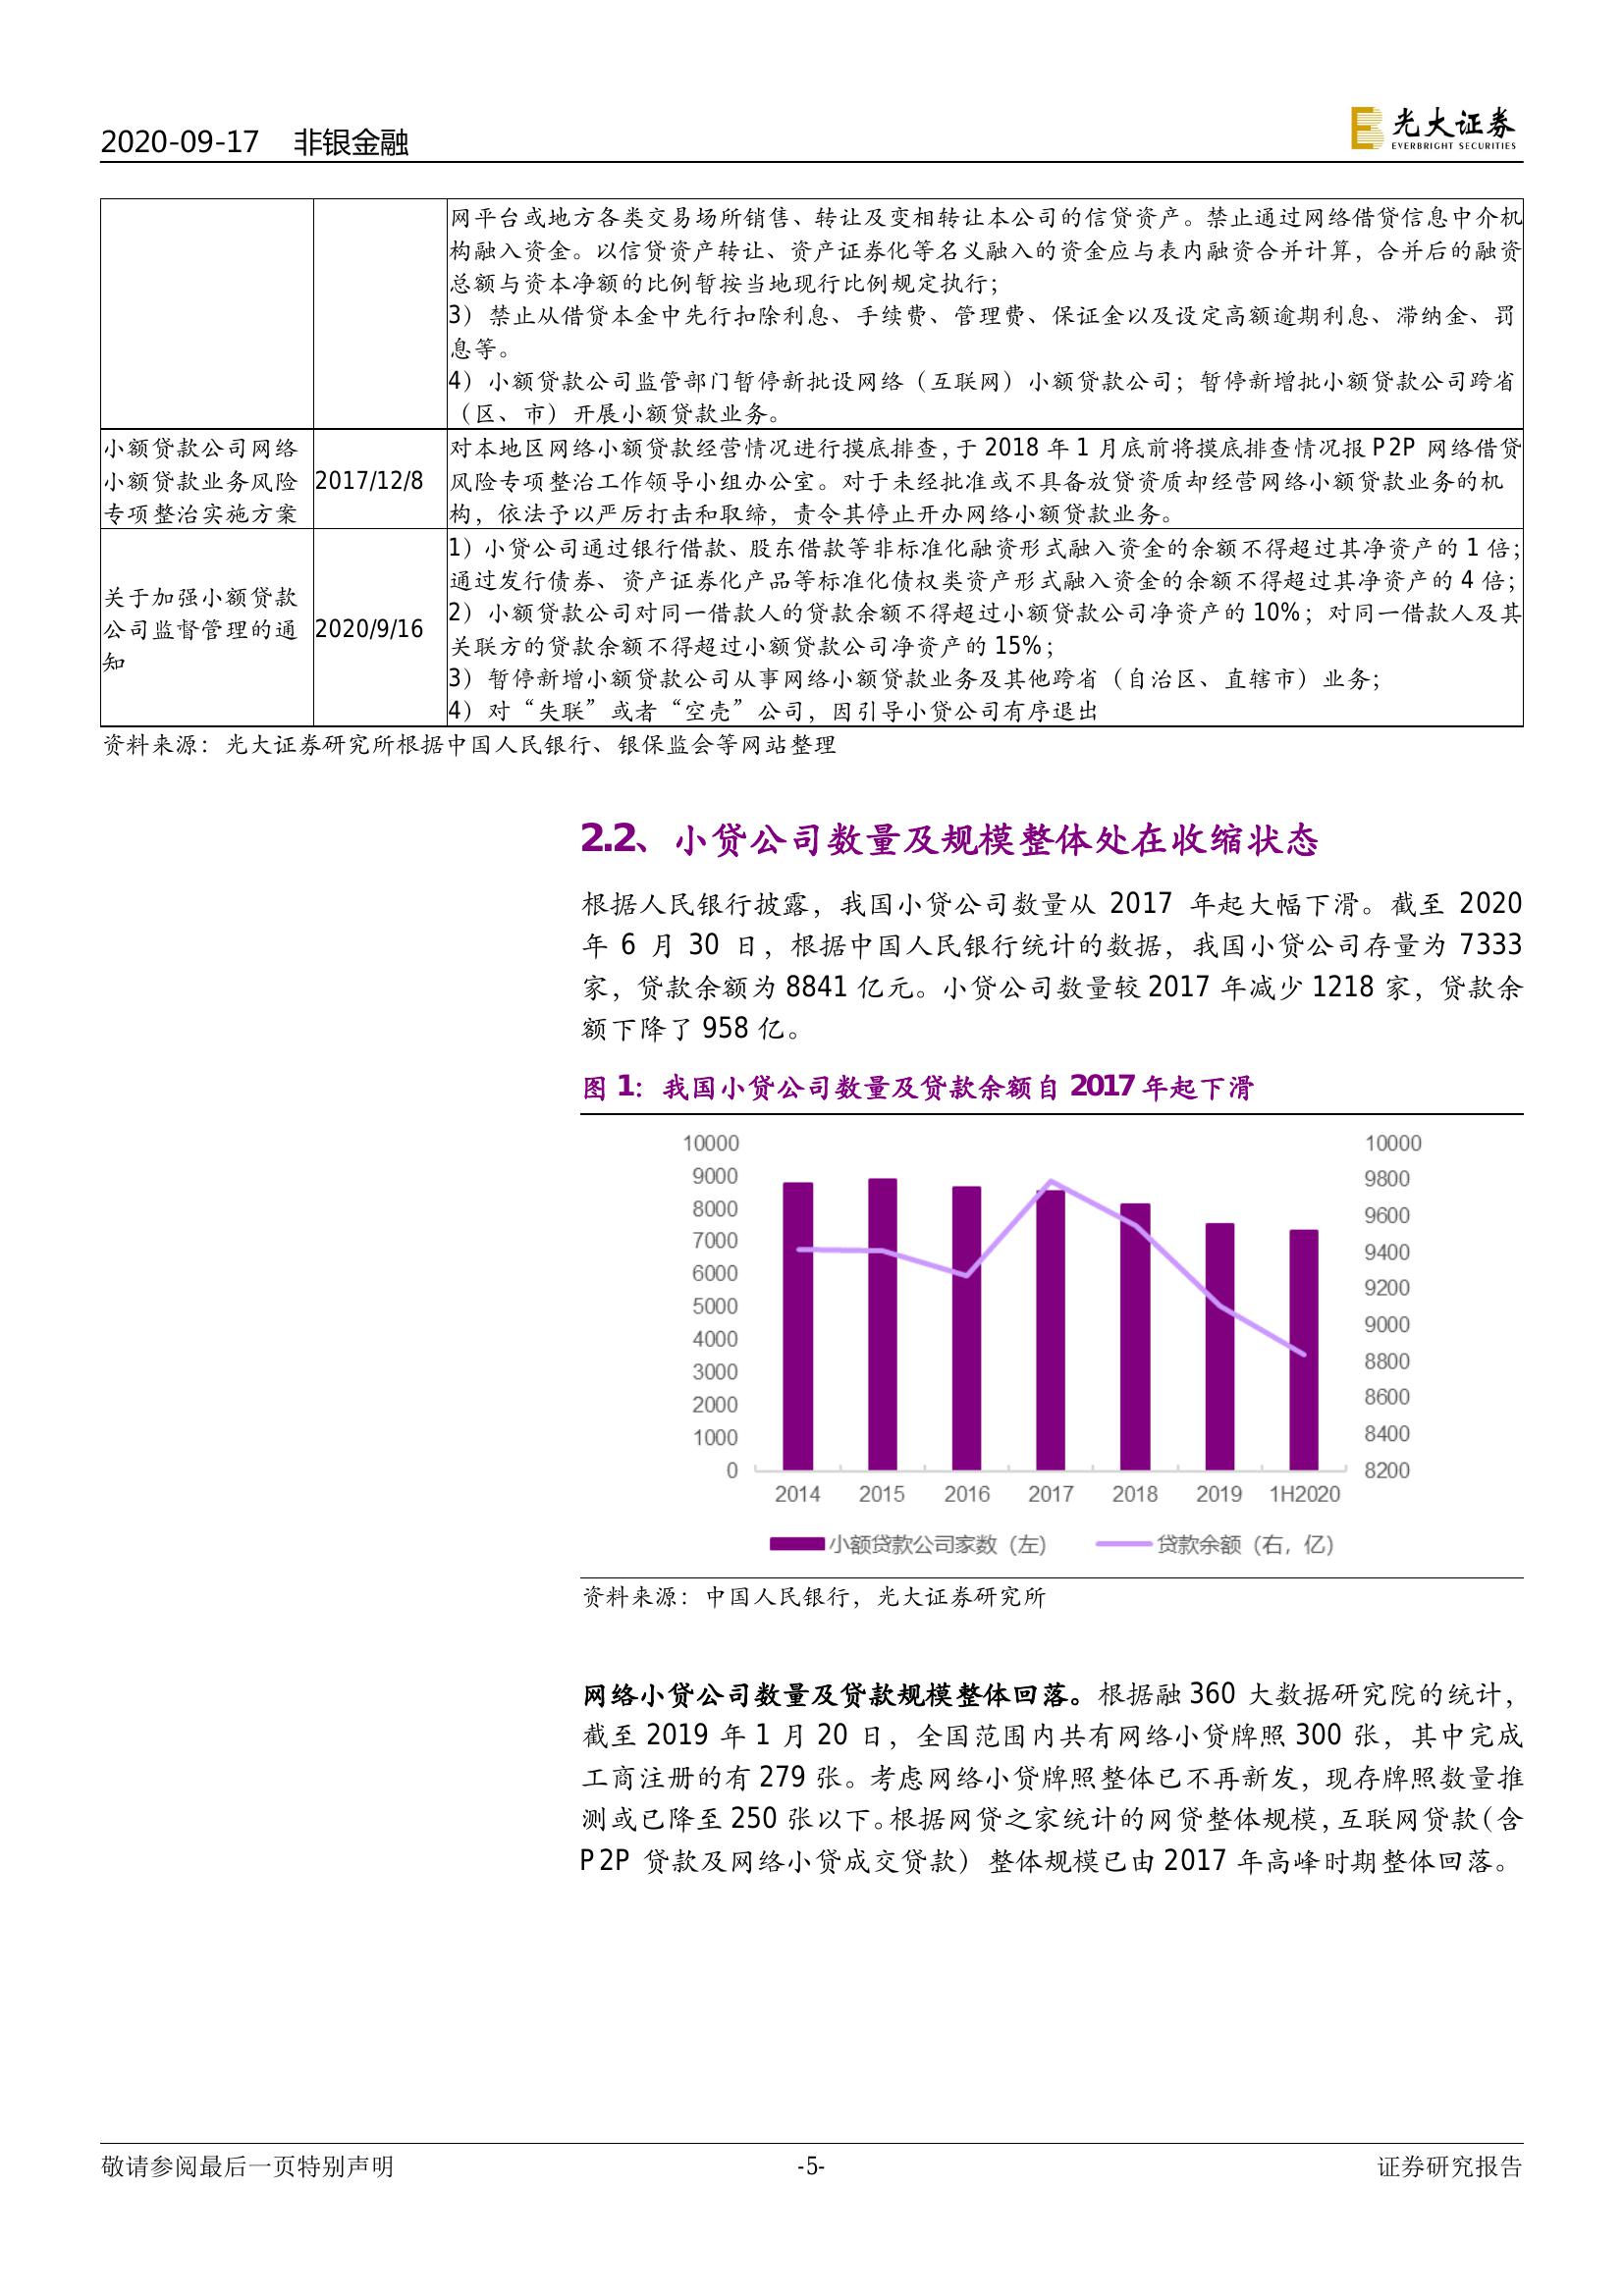 2020-09-17 非银金融
光大证券
EVERBRIGHT SECURITIES
网平台或地方各类交易场所销售、转让及变相转让本公司的信贷资产。禁止通过网络借贷信息中介机
构融入资金。以信贷资产转让、资产证券化等名义融入的资金应与表内融资合并计算，合并后的融资
总额与资本净额的比例暂按当地现行比例规定执行；
3）禁止从借贷本金中先行扣除利息、手续费、管理费、保证金以及设定高额逾期利息、滞纳金、罚
息等。
4）小额贷款公司监管部门暂停新批设网络（互联网）小额贷款公司；暂停新增批小额贷款公司跨省
（区、市）开展小额贷款业务。
小额贷款公司网络
小额贷款业务风险
专项整治实施方案
2017/12/8
对本地区网络小额贷款经营情况进行摸底排查，于 2018 年 1 月底前将摸底排查情况报 P2P 网络借贷
风险专项整治工作领导小组办公室。对于未经批准或不具备放贷资质却经营网络小额贷款业务的机
构，依法予以严厉打击和取缔，责令其停止开办网络小额贷款业务。
关于加强小额贷款
公司监督管理的通
知
2020/9/16
1）小贷公司通过银行借款、股东借款等非标准化融资形式融入资金的余额不得超过其净资产的 1 倍；
通过发行债券、资产证券化产品等标准化债权类资产形式融入资金的余额不得超过其净资产的 4 倍；
2）小额贷款公司对同一借款人的贷款余额不得超过小额贷款公司净资产的 10%；对同一借款人及其
关联方的贷款余额不得超过小额贷款公司净资产的 15%；
3）暂停新增小额贷款公司从事网络小额贷款业务及其他跨省（自治区、直辖市）业务；
4）对“失联”或者“空壳”公司，因引导小贷公司有序退出
资料来源：光大证券研究所根据中国人民银行、银保监会等网站整理
2.2、小贷公司数量及规模整体处在收缩状态
根据人民银行披露，我国小贷公司数量从 2017 年起大幅下滑。截至 2020
年 6 月 30 日，根据中国人民银行统计的数据，我国小贷公司存量为 7333
家，贷款余额为 8841 亿元。小贷公司数量较 2017 年减少 1218 家，贷款余
额下降了 958 亿。
图 1：我国小贷公司数量及贷款余额自 2017 年起下滑
10000
9000
8000
7000
6000
5000
4000
3000
2000
1000
0
10000
9800
9600
9400
9200
9000
8800
8600
8400
8200
2014 2015 2016 2017 2018 2019 1H2020
小额贷款公司家数（左） 贷款余额（右，亿）
资料来源：中国人民银行，光大证券研究所
网络小贷公司数量及贷款规模整体回落。根据融 360 大数据研究院的统计，
截至 2019 年 1 月 20 日，全国范围内共有网络小贷牌照 300 张，其中完成
工商注册的有 279 张。考虑网络小贷牌照整体已不再新发，现存牌照数量推
测或已降至 250 张以下。根据网贷之家统计的网贷整体规模，互联网贷款（含
P2P 贷款及网络小贷成交贷款）整体规模已由 2017 年高峰时期整体回落。
敬请参阅最后一页特别声明 -5- 证券研究报告